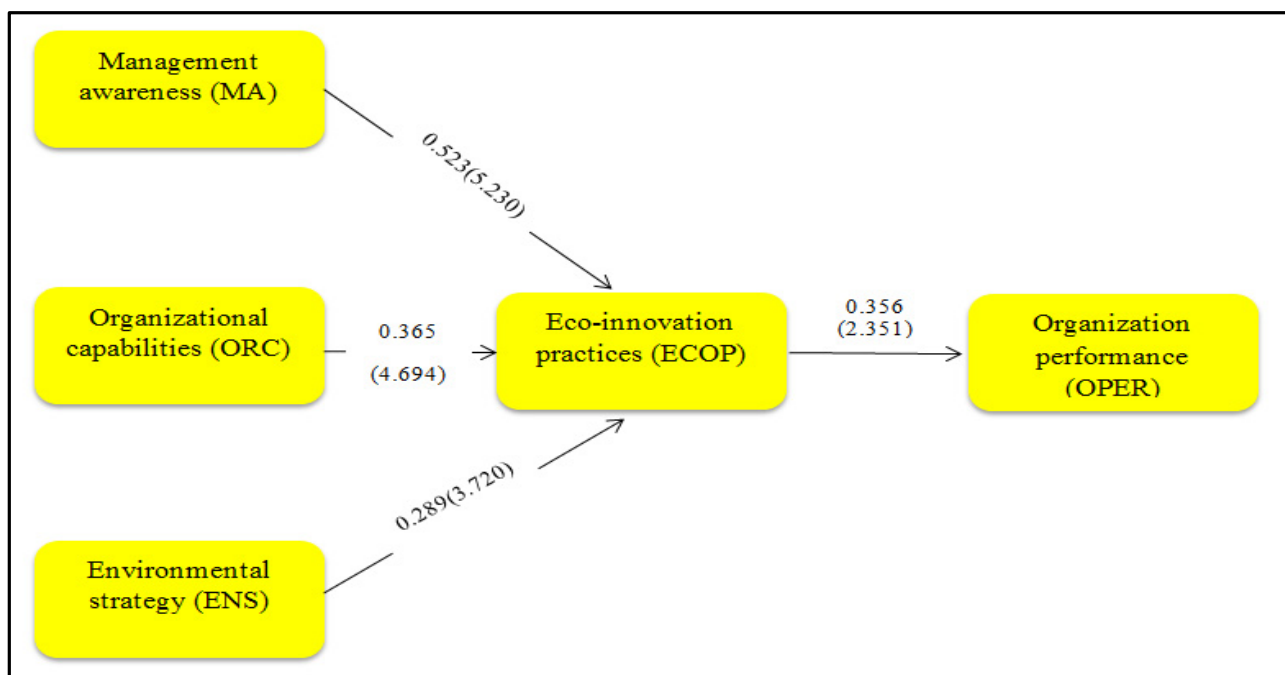 Management
awareness (MA)
0.523(5.230)
Organizational
capabilities (ORC)
0.365
(4.694)
Eco-innovation
practices (ECOP)
0.356
(2.351)
Organization
performance
(OPER)
0.289(3.720)
Environmental
strategy (ENS)